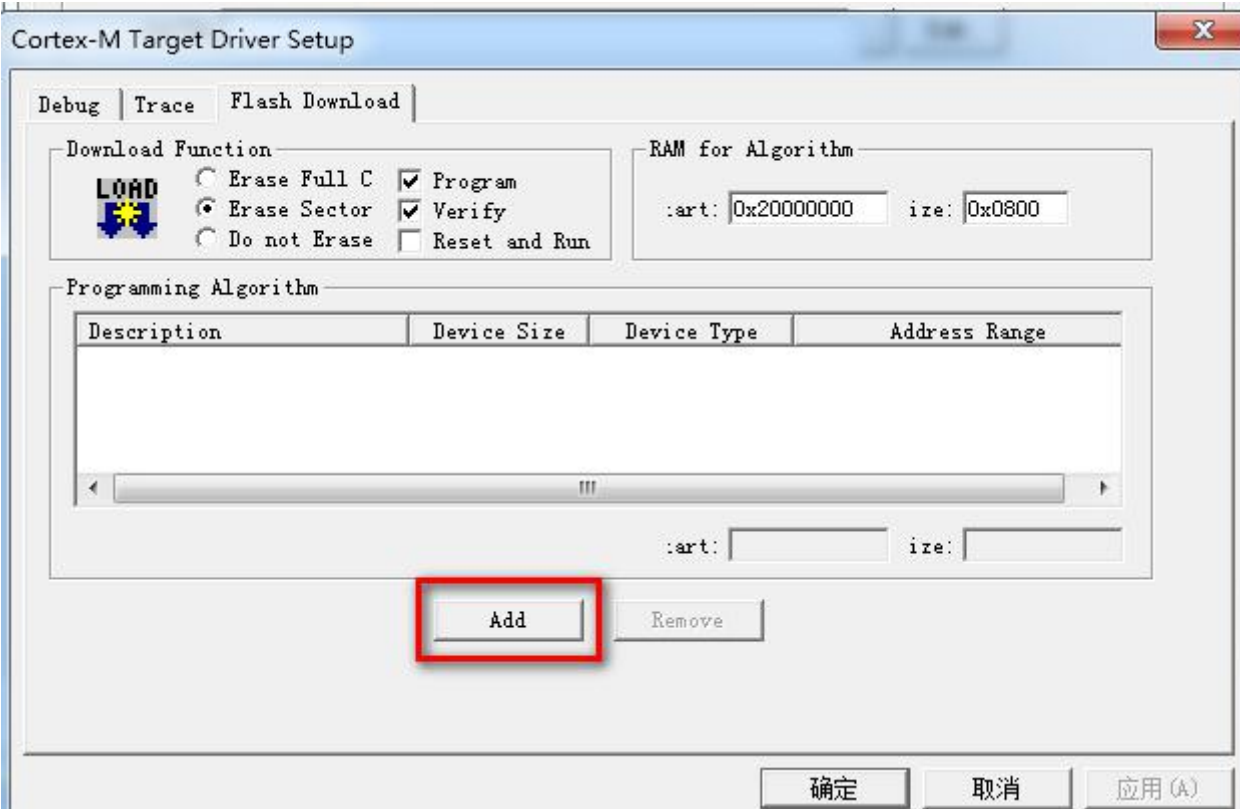 Cortex-M Target Driver Setup
Debug Trace Flash Download
Download Function
LOAD
Erase Full C Program
Erase Sector Verify
Do not Erase Reset and Run
RAM for Algorithm
:art: 0x20000000 ize: 0x0800
Programming Algorithm
Description Device Size Device Type Address Range
:art: ize:
Add Remove
确定 取消 应用(A)